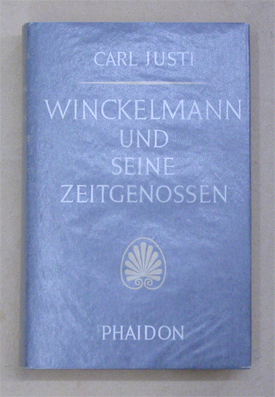 CARL JUSTI
WINCKELMANN
UND
SEINE
ZEITGENOSSEN
PHAIDON